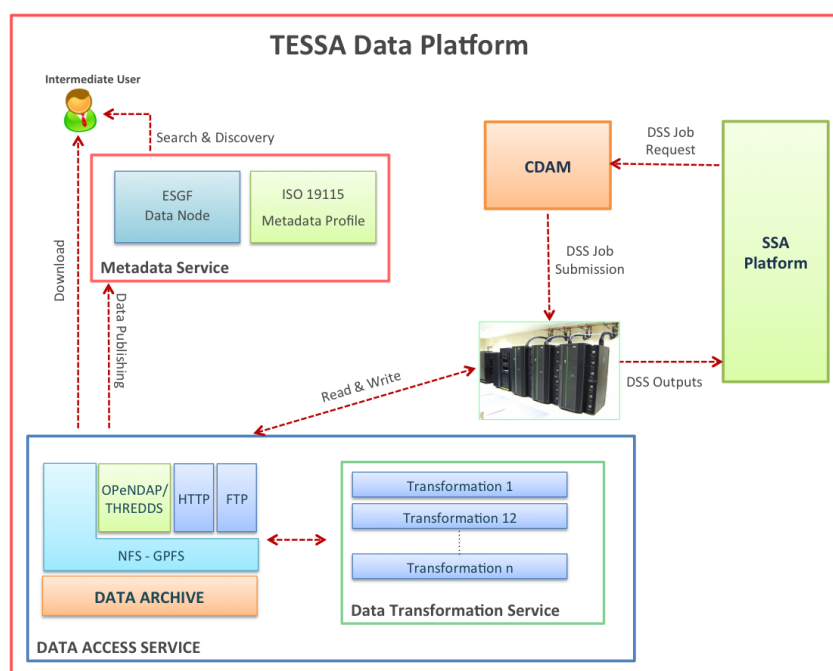 TESSA Data Platform
Intermediate User
Search & Discovery
ESGF
Data Node
ISO 19115
Metadata Profile
Metadata Service
Download
Data Publishing
CDAM
DSS Job
Request
SSA
Platform
DSS Job
Submission
DSS Outputs
Read & Write
OPeNDAP/
THREDDS
HTTP
FTP
NFS - GPFS
DATA ARCHIVE
DATA ACCESS SERVICE
Transformation 1
Transformation 12
Transformation n
Data Transformation Service